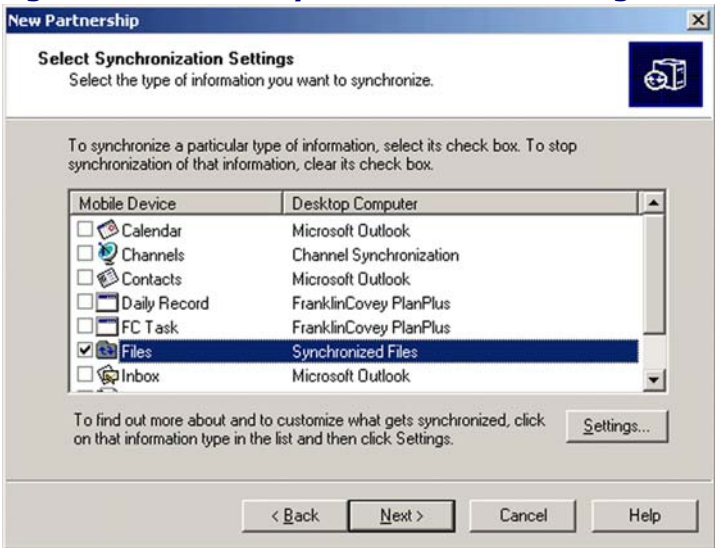 New Partnership
Select Synchronization Settings
Select the type of information you want to synchronize.
To synchronize a particular type of information, select its check box. To stop
synchronization of that information, clear its check box.
Mobile Device Desktop Computer
Calendar Microsoft Outlook
Channels Channel Synchronization
Contacts Microsoft Outlook
Daily Record FranklinCovey PlanPlus
FC Task FranklinCovey PlanPlus
Files Synchronized Files
Inbox Microsoft Outlook
To find out more about and to customize what gets synchronized, click
on that information type in the list and then click Settings.
Settings...
< Back Next > Cancel Help